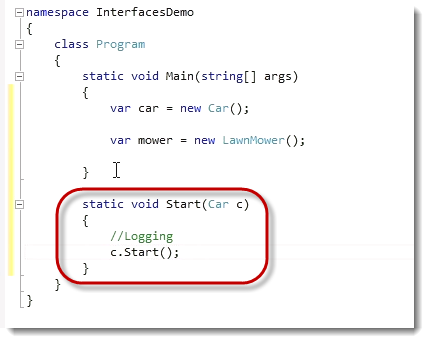 namespace InterfacesDemo
{
class Program
{
static void Main(string[] args)
{
var car = new Car();
var mower = new LawnMower();
}
static void Start(Car c)
{
//Logging
c.Start();
}
}
}